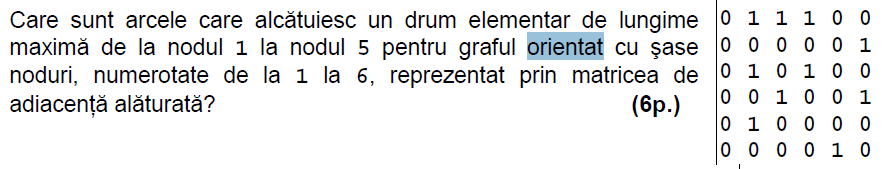 Care sunt arcele care alcătuiesc un drum elementar de lungime
maximă de la nodul 1 la nodul 5 pentru graful orientat cu şase
noduri, numerotate de la 1 la 6, reprezentat prin matricea de
adiacență alăturată? (6p.)
0 1 1 1 0 0
0 0 0 0 0 1
0 1 0 1 0 0
0 0 1 0 0 1
0 1 0 0 0 0
0 0 0 0 1 0